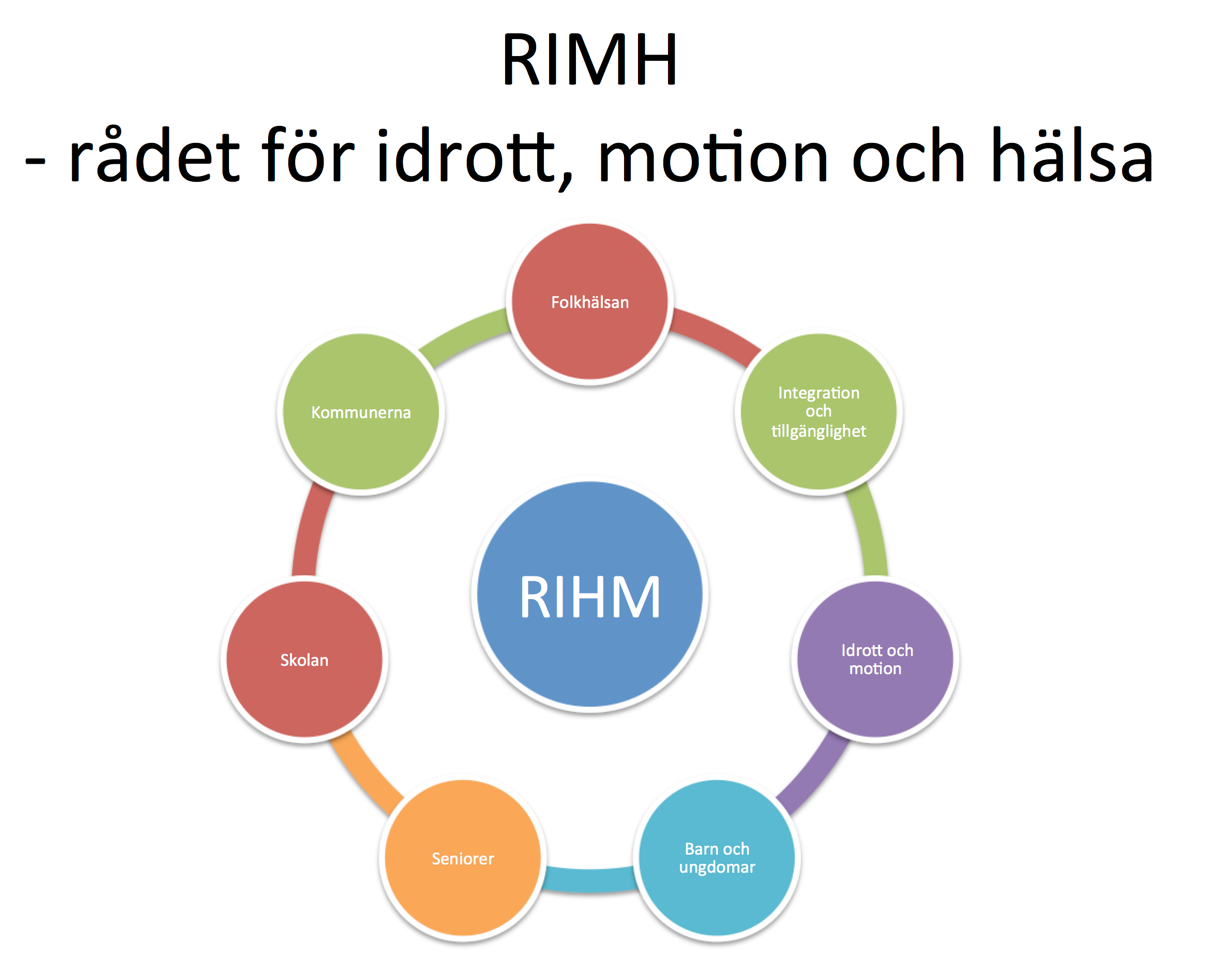 RIMH
- rådet för idrott, motion och hälsa
Folkhälsan
Integration
och
tillgänglighet
Idrott och
motion
Barn och
ungdomar
Seniorer
Skolan
Kommunerna
RIHM